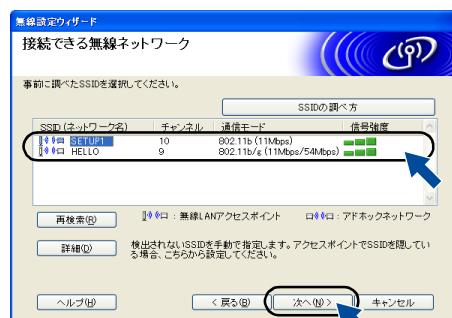 無線設定ウィザード
接続できる無線ネットワーク
事前に調べたSSIDを選択してください。
SSIDの調べ方
SSID (ネットワーク名) チャンネル 通信モード 信号強度
SETUP1 10 802.11b (11Mbps)
HELLO 9 802.11b/g (11Mbps/54Mbps)
再検索(R) : 無線LANアクセスポイント : アドホックネットワーク
詳細(D) 検出されないSSIDを手動で指定します。アクセスポイントでSSIDを隠してい
る場合、こちらから設定してください。
ヘルプ(H) < 戻る(B) 次へ(N) > キャンセル